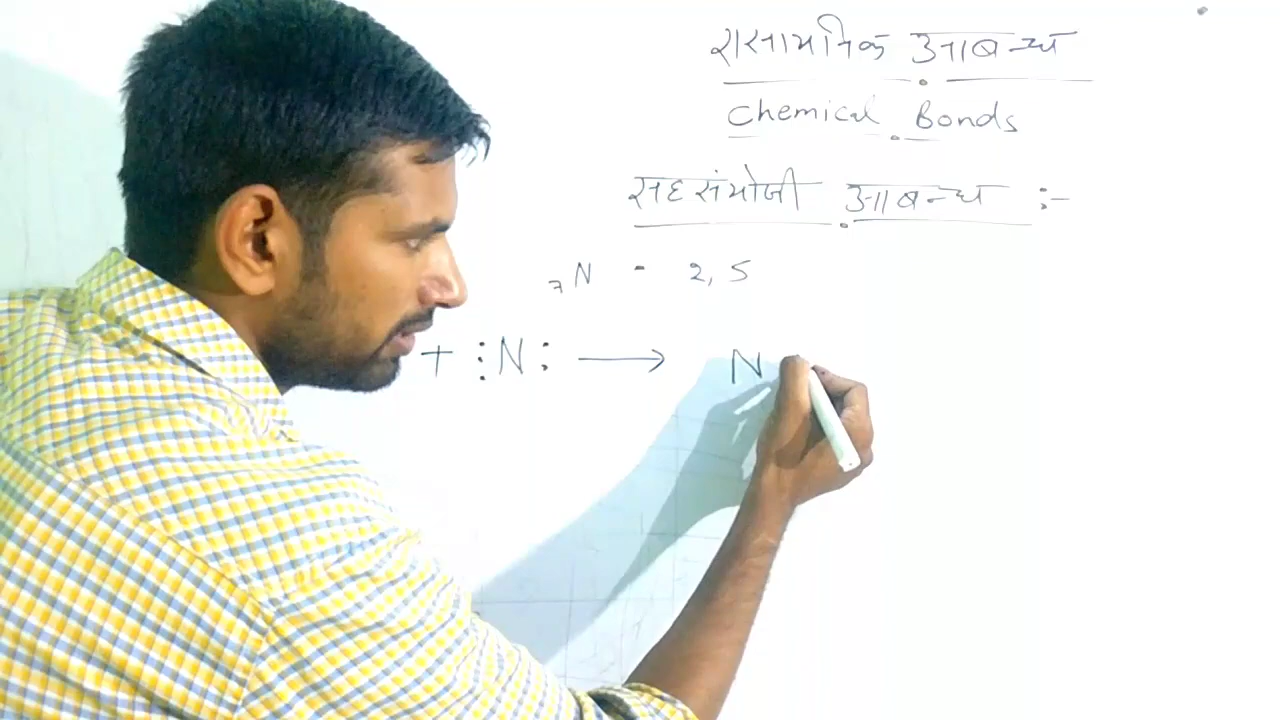 रासायनिक आबन्ध
Chemical Bonds
सहसंयोजी आबन्ध :-
₇N - 2, 5
+ ⋮N: ⟶ N